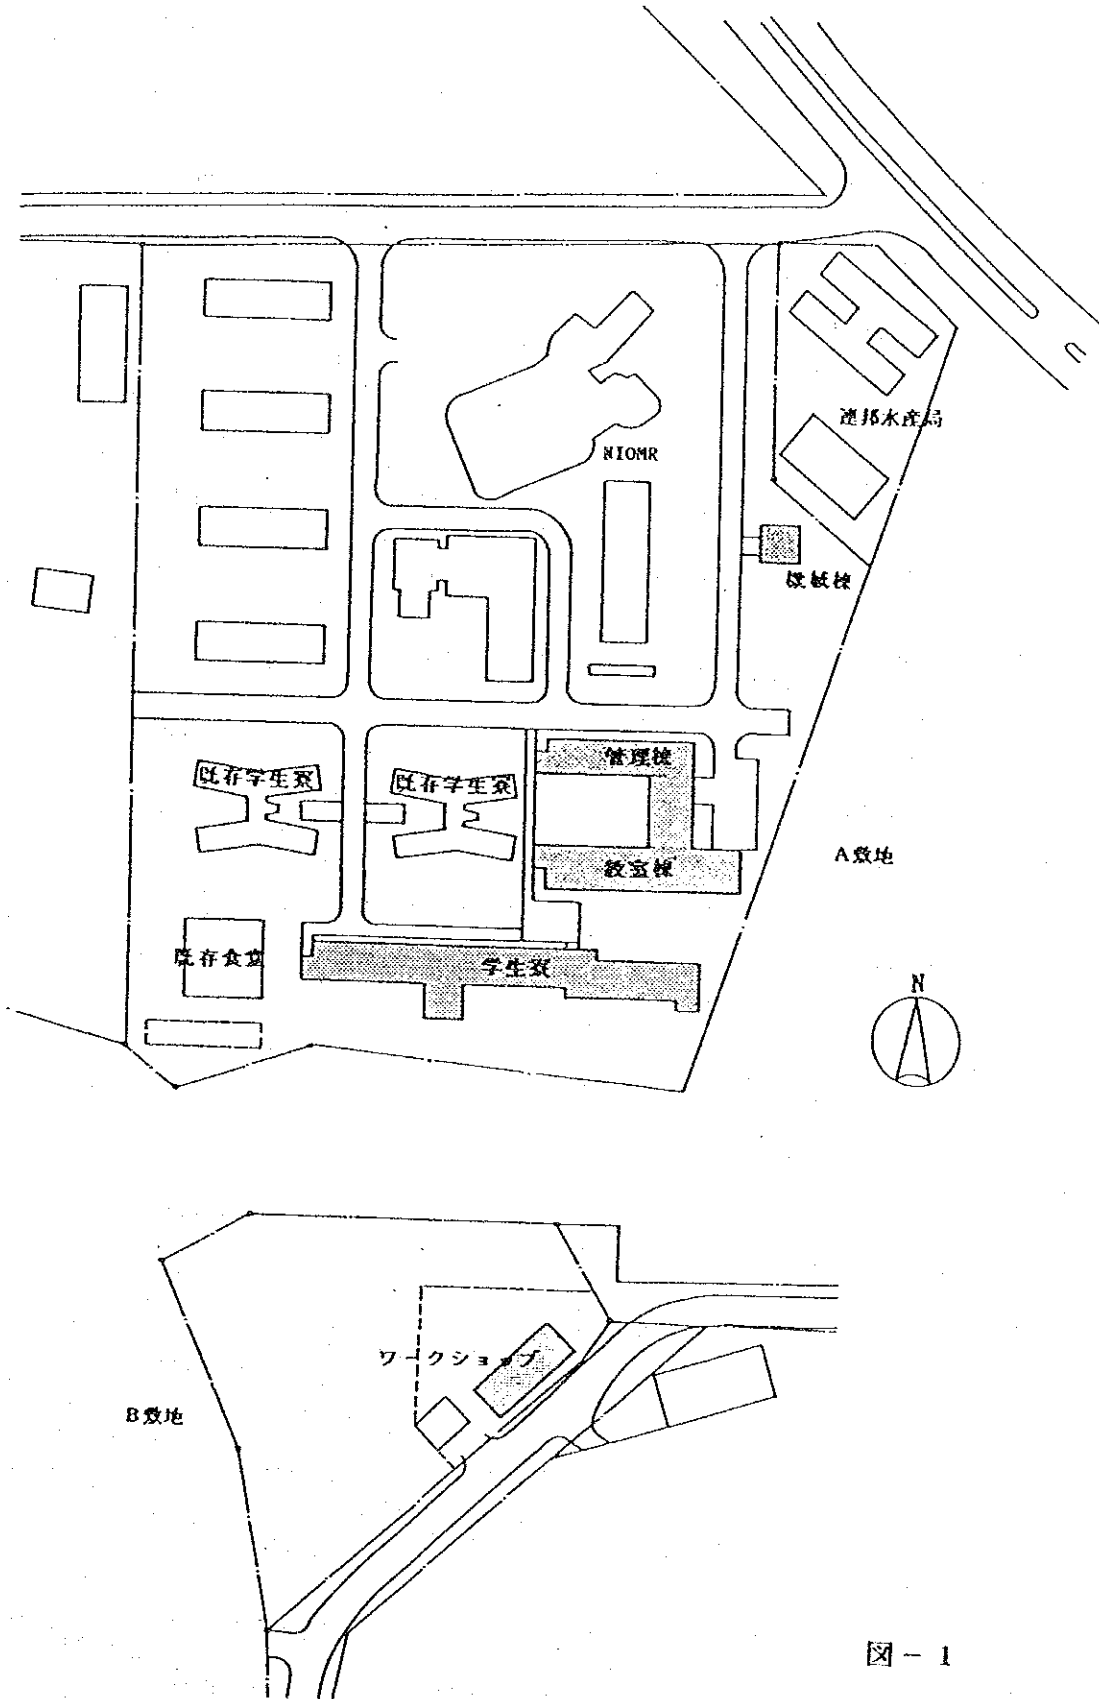 連邦水産局
NIOMR
機械棟
管理棟
既存学生寮
既存学生寮
A敷地
教室棟
既存食堂
学生寮
N
ワークショップ
B敷地
図－1